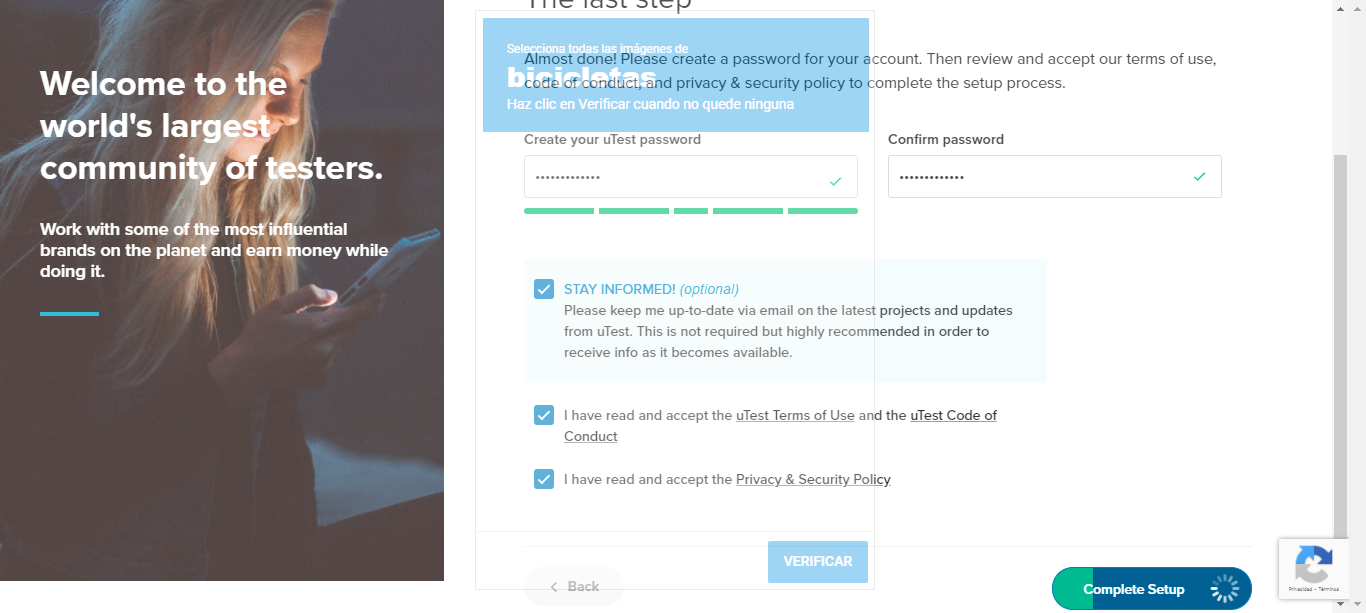 The last step
Welcome to the
world's largest
community of testers.
Work with some of the most influential
brands on the planet and earn money while
doing it.
Selecciona todas las imágenes de
bicicletas
Haz clic en Verificar cuando no quede ninguna
Almost done! Please create a password for your account. Then review and accept our terms of use,
code of conduct, and privacy & security policy to complete the setup process.
Create your uTest password
Confirm password
•••••••••••••
•••••••••••••
STAY INFORMED! (optional)
Please keep me up-to-date via email on the latest projects and updates
from uTest. This is not required but highly recommended in order to
receive info as it becomes available.
I have read and accept the uTest Terms of Use and the uTest Code of
Conduct
I have read and accept the Privacy & Security Policy
VERIFICAR
Back
Complete Setup
Privacidad - Términos